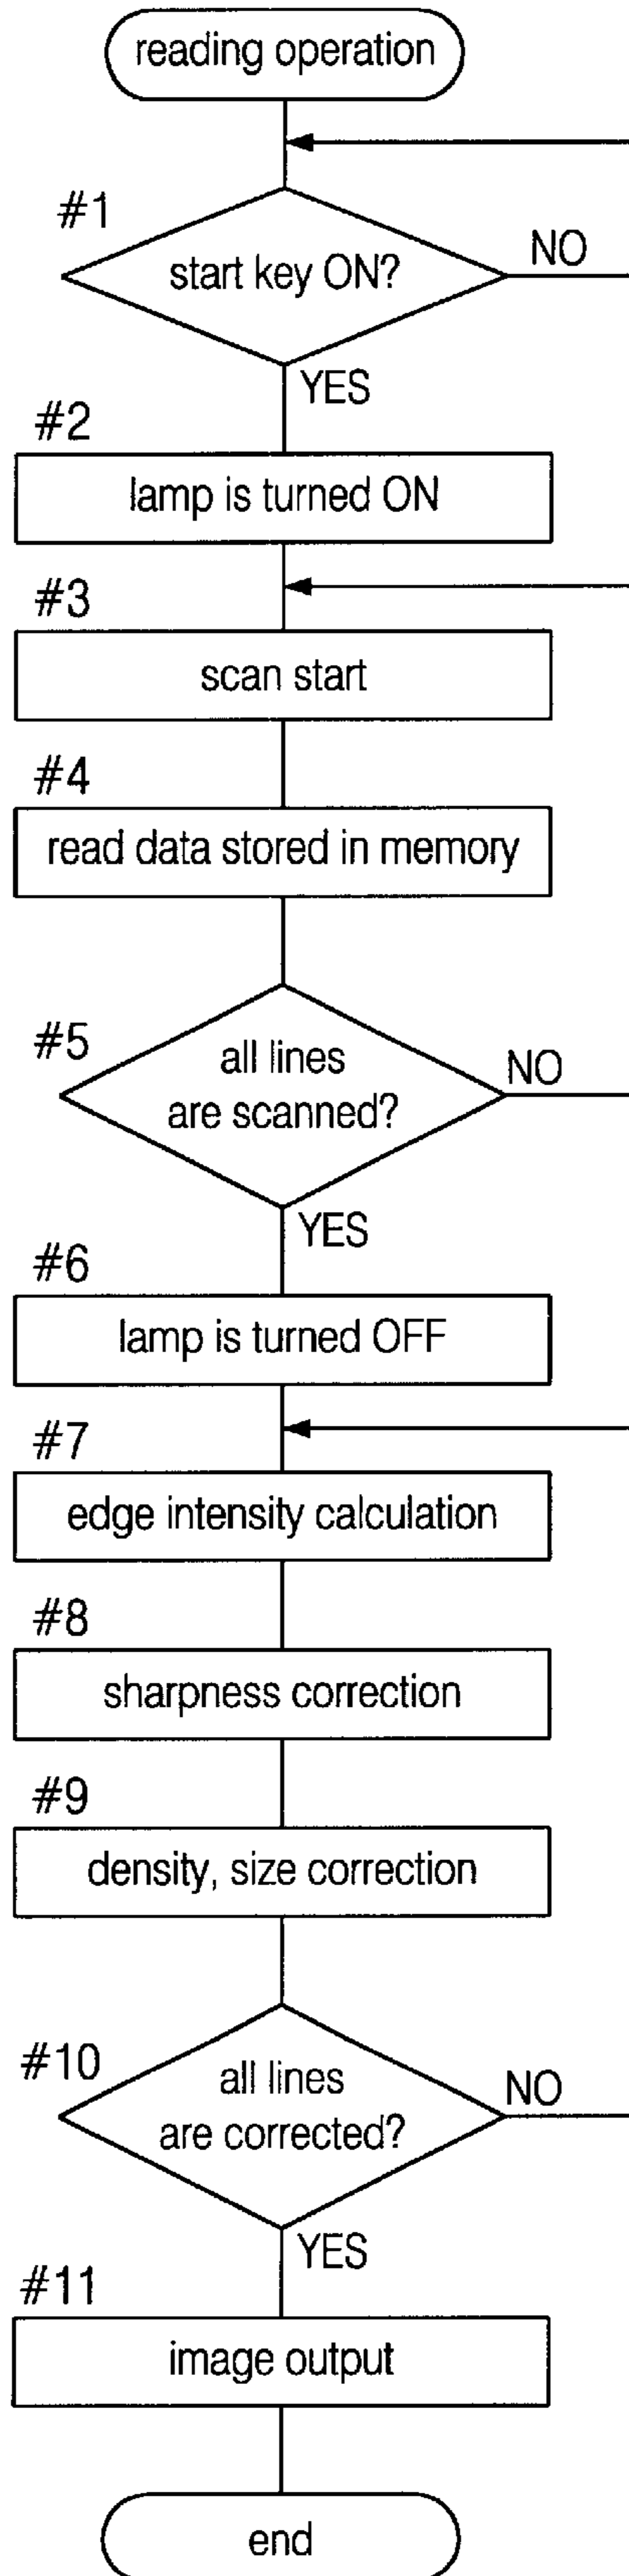 reading operation
#1
start key ON?
NO
YES
#2
lamp is turned ON
#3
scan start
#4
read data stored in memory
#5
all lines
are scanned?
NO
YES
#6
lamp is turned OFF
#7
edge intensity calculation
#8
sharpness correction
#9
density, size correction
#10
all lines
are corrected?
NO
YES
#11
image output
end